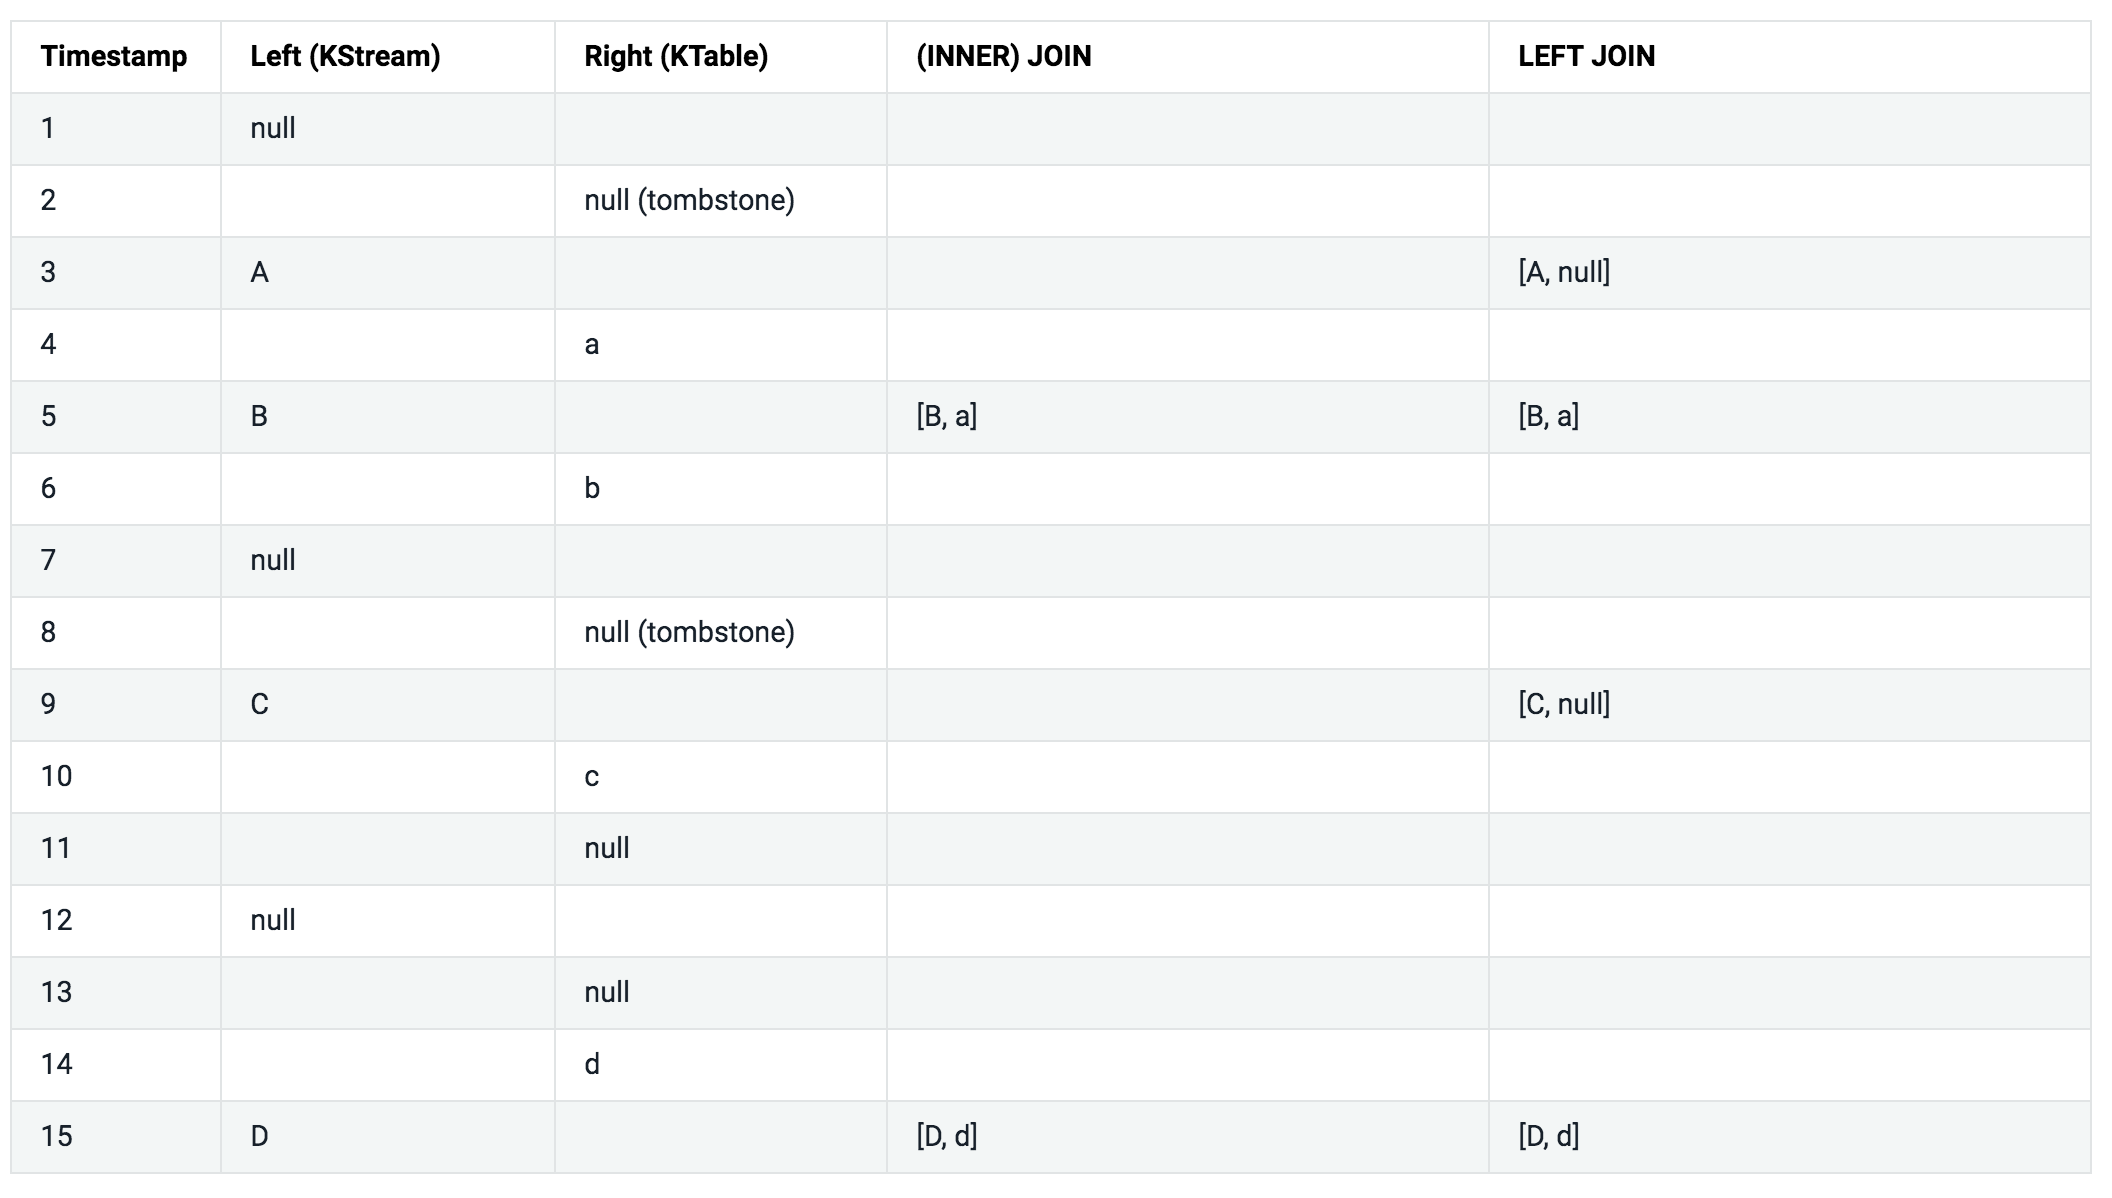 Timestamp Left (KStream) Right (KTable) (INNER) JOIN LEFT JOIN
1 null
2 null (tombstone)
3 A [A, null]
4 a
5 B [B, a] [B, a]
6 b
7 null
8 null (tombstone)
9 C [C, null]
10 c
11 null
12 null
13 null
14 d
15 D [D, d] [D, d]